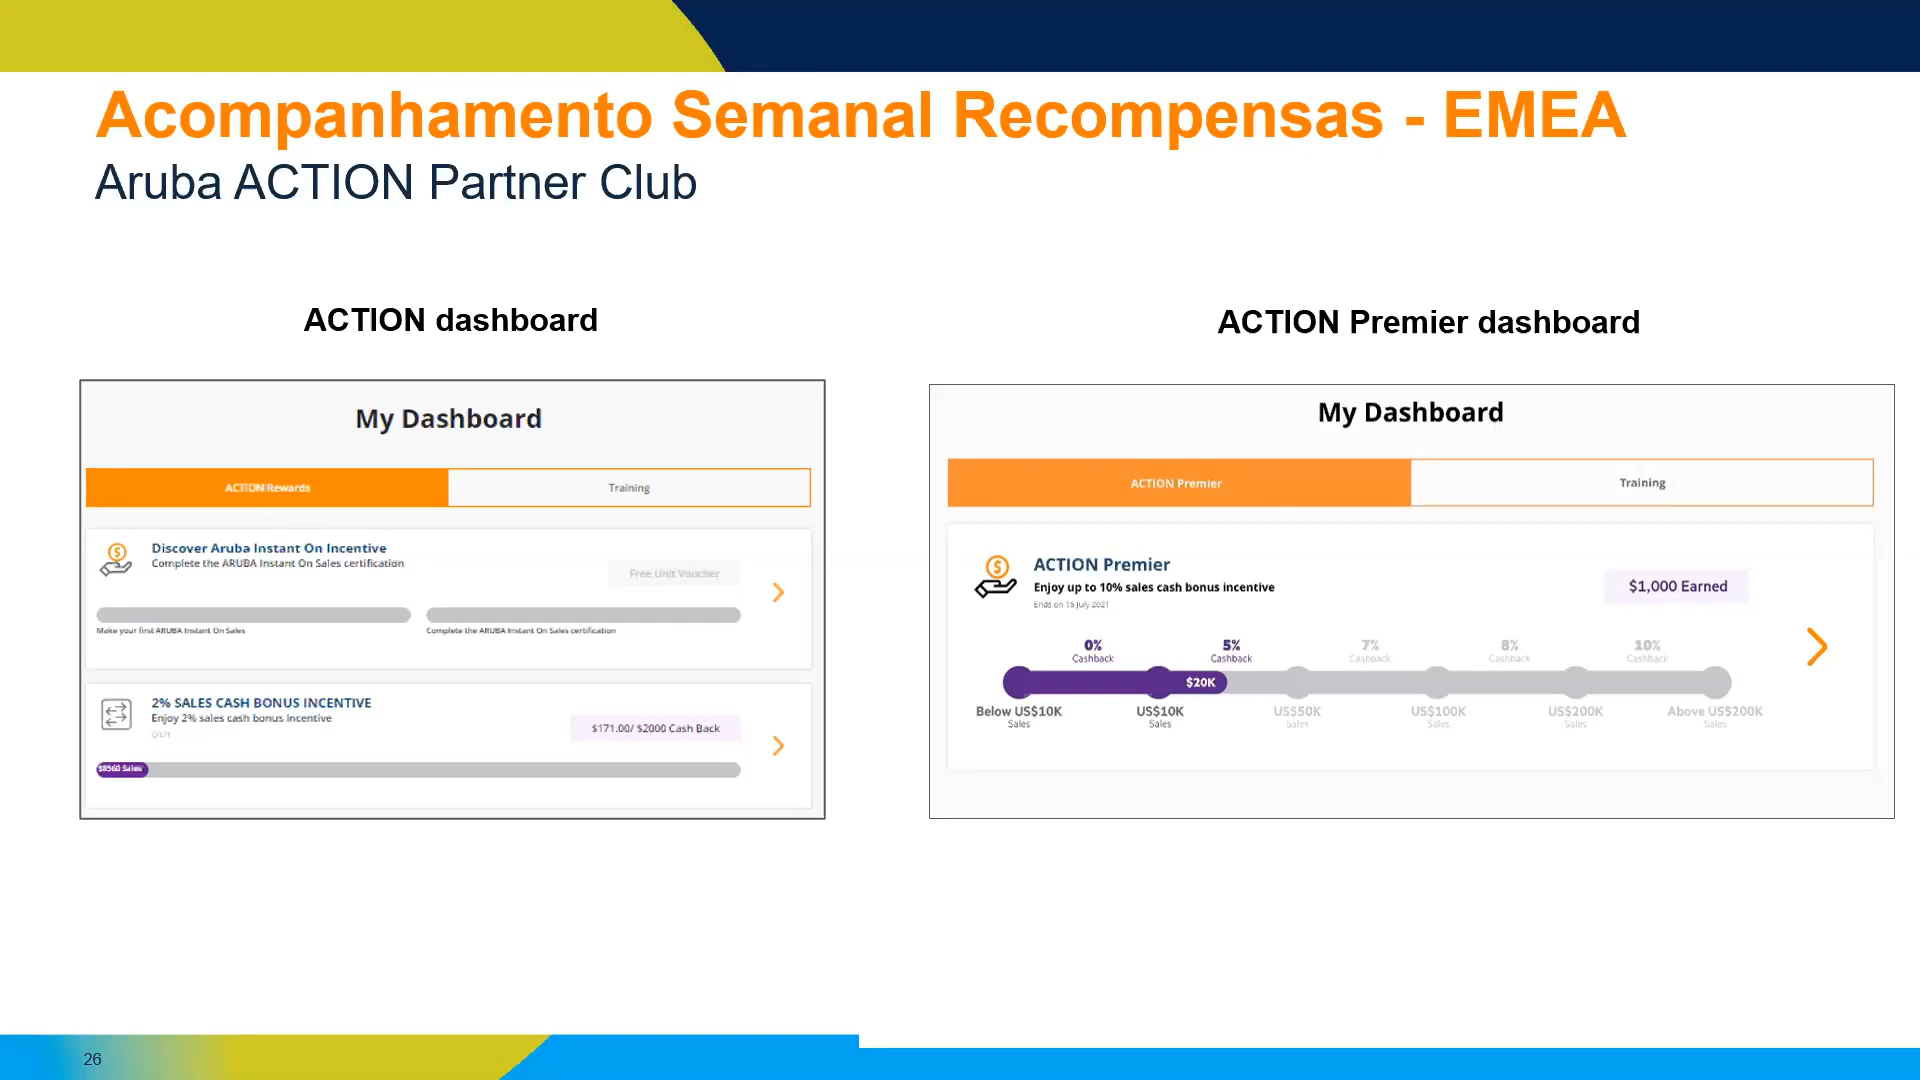 Acompanhamento Semanal Recompensas - EMEA
Aruba ACTION Partner Club
ACTION dashboard
My Dashboard
ACTION Rewards
Training
Discover Aruba Instant On Incentive
Complete the ARUBA Instant On Sales certification
Free Unit Voucher
Make your first ARUBA Instant On Sales
Complete the ARUBA Instant On Sales certification
2% SALES CASH BONUS INCENTIVE
Enjoy 2% sales cash bonus Incentive
$171.00/ $2000 Cash Back
$8560 Sales
ACTION Premier dashboard
My Dashboard
ACTION Premier
Training
ACTION Premier
Enjoy up to 10% sales cash bonus incentive
Ends on 15 July 2021
$1,000 Earned
0% 5% 7% 8% 10%
Cashback Cashback Cashback Cashback Cashback
$20K
Below US$10K US$10K US$50K US$100K US$200K Above US$200K
Sales Sales Sales Sales Sales Sales
26